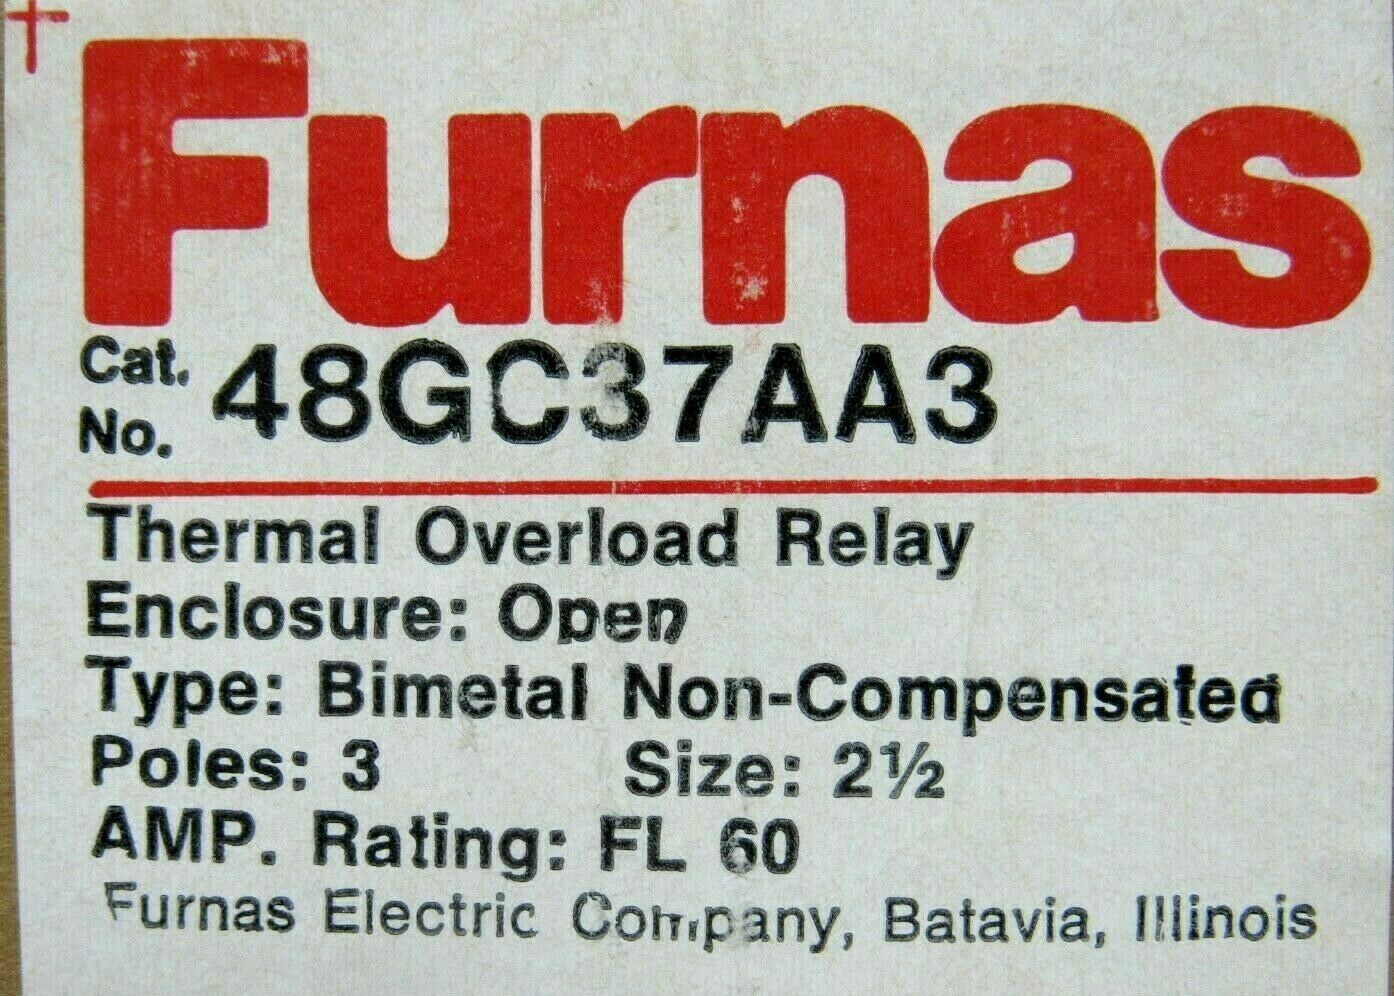 Furnas
Cat. No. 48GC37AA3
Thermal Overload Relay
Enclosure: Open
Type: Bimetal Non-Compensated
Poles: 3 Size: 2½
AMP. Rating: FL 60
Furnas Electric Company, Batavia, Illinois